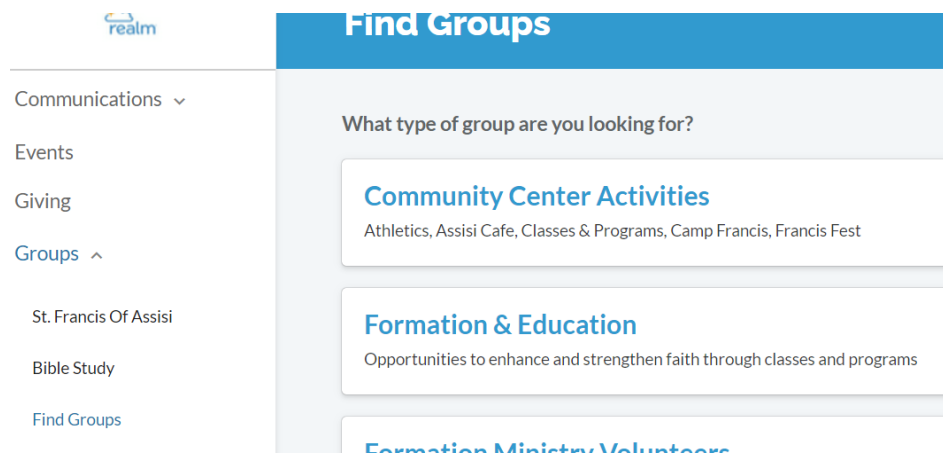 realm
Communications
Events
Giving
Groups
St. Francis Of Assisi
Bible Study
Find Groups
Find Groups
What type of group are you looking for?
Community Center Activities
Athletics, Assisi Cafe, Classes & Programs, Camp Francis, Francis Fest
Formation & Education
Opportunities to enhance and strengthen faith through classes and programs
Formation Ministry Volunteers